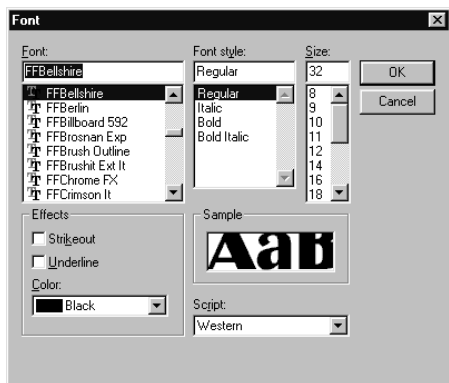 Font
Font:
FFBellshire
FFBellshire
FFBerlin
FFBillboard 592
FFBrosnan Exp
FFBrush Outline
FFBrushit Ext It
FFChrome FX
FFCrimson It
Font style:
Regular
Regular
Italic
Bold
Bold Italic
Size:
32
8
9
10
11
12
14
16
18
OK
Cancel
Effects
Strikeout
Underline
Color:
Black
Sample
AaB
Script:
Western